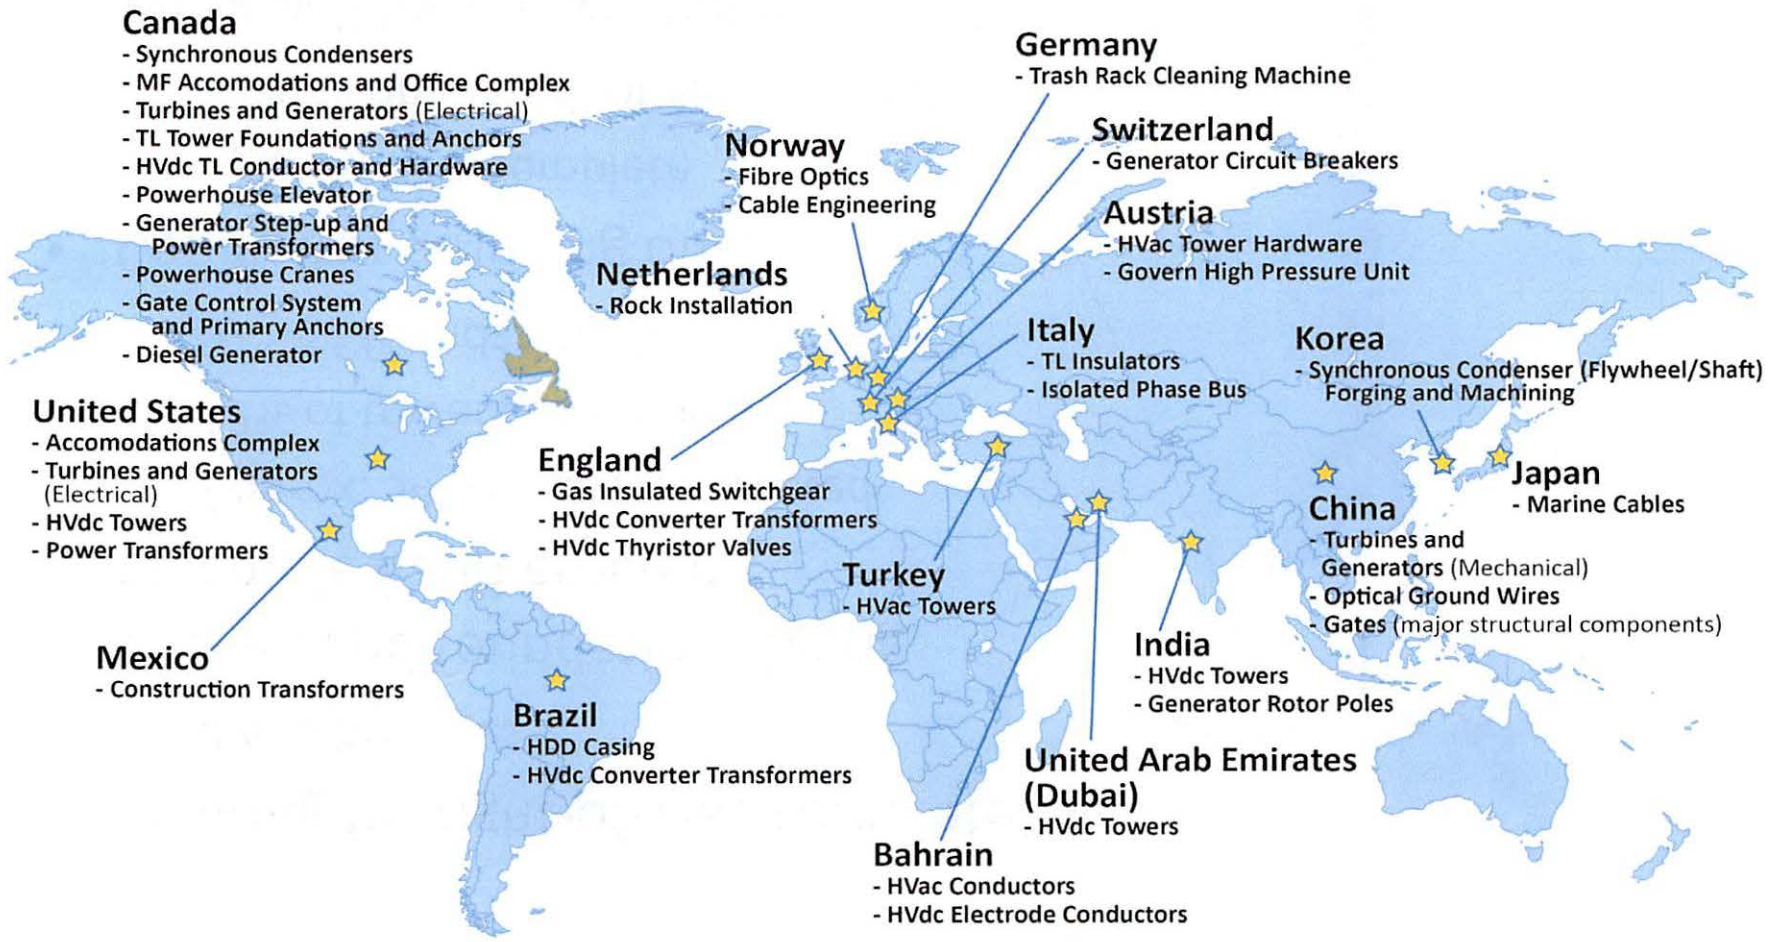 Canada
- Synchronous Condensers
- MF Accomodations and Office Complex
- Turbines and Generators (Electrical)
- TL Tower Foundations and Anchors
- HVdc TL Conductor and Hardware
- Powerhouse Elevator
- Generator Step-up and
Power Transformers
- Powerhouse Cranes
- Gate Control System
and Primary Anchors
- Diesel Generator
United States
- Accomodations Complex
- Turbines and Generators
(Electrical)
- HVdc Towers
- Power Transformers
Mexico
- Construction Transformers
Brazil
- HDD Casing
- HVdc Converter Transformers
Norway
- Fibre Optics
- Cable Engineering
Netherlands
- Rock Installation
England
- Gas Insulated Switchgear
- HVdc Converter Transformers
- HVdc Thyristor Valves
Germany
- Trash Rack Cleaning Machine
Switzerland
- Generator Circuit Breakers
Austria
- HVac Tower Hardware
- Govern High Pressure Unit
Italy
- TL Insulators
- Isolated Phase Bus
Turkey
- HVac Towers
Bahrain
- HVac Conductors
- HVdc Electrode Conductors
United Arab Emirates
(Dubai)
- HVdc Towers
India
- HVdc Towers
- Generator Rotor Poles
Korea
- Synchronous Condenser (Flywheel/Shaft)
Forging and Machining
Japan
- Marine Cables
China
- Turbines and
Generators (Mechanical)
- Optical Ground Wires
- Gates (major structural components)